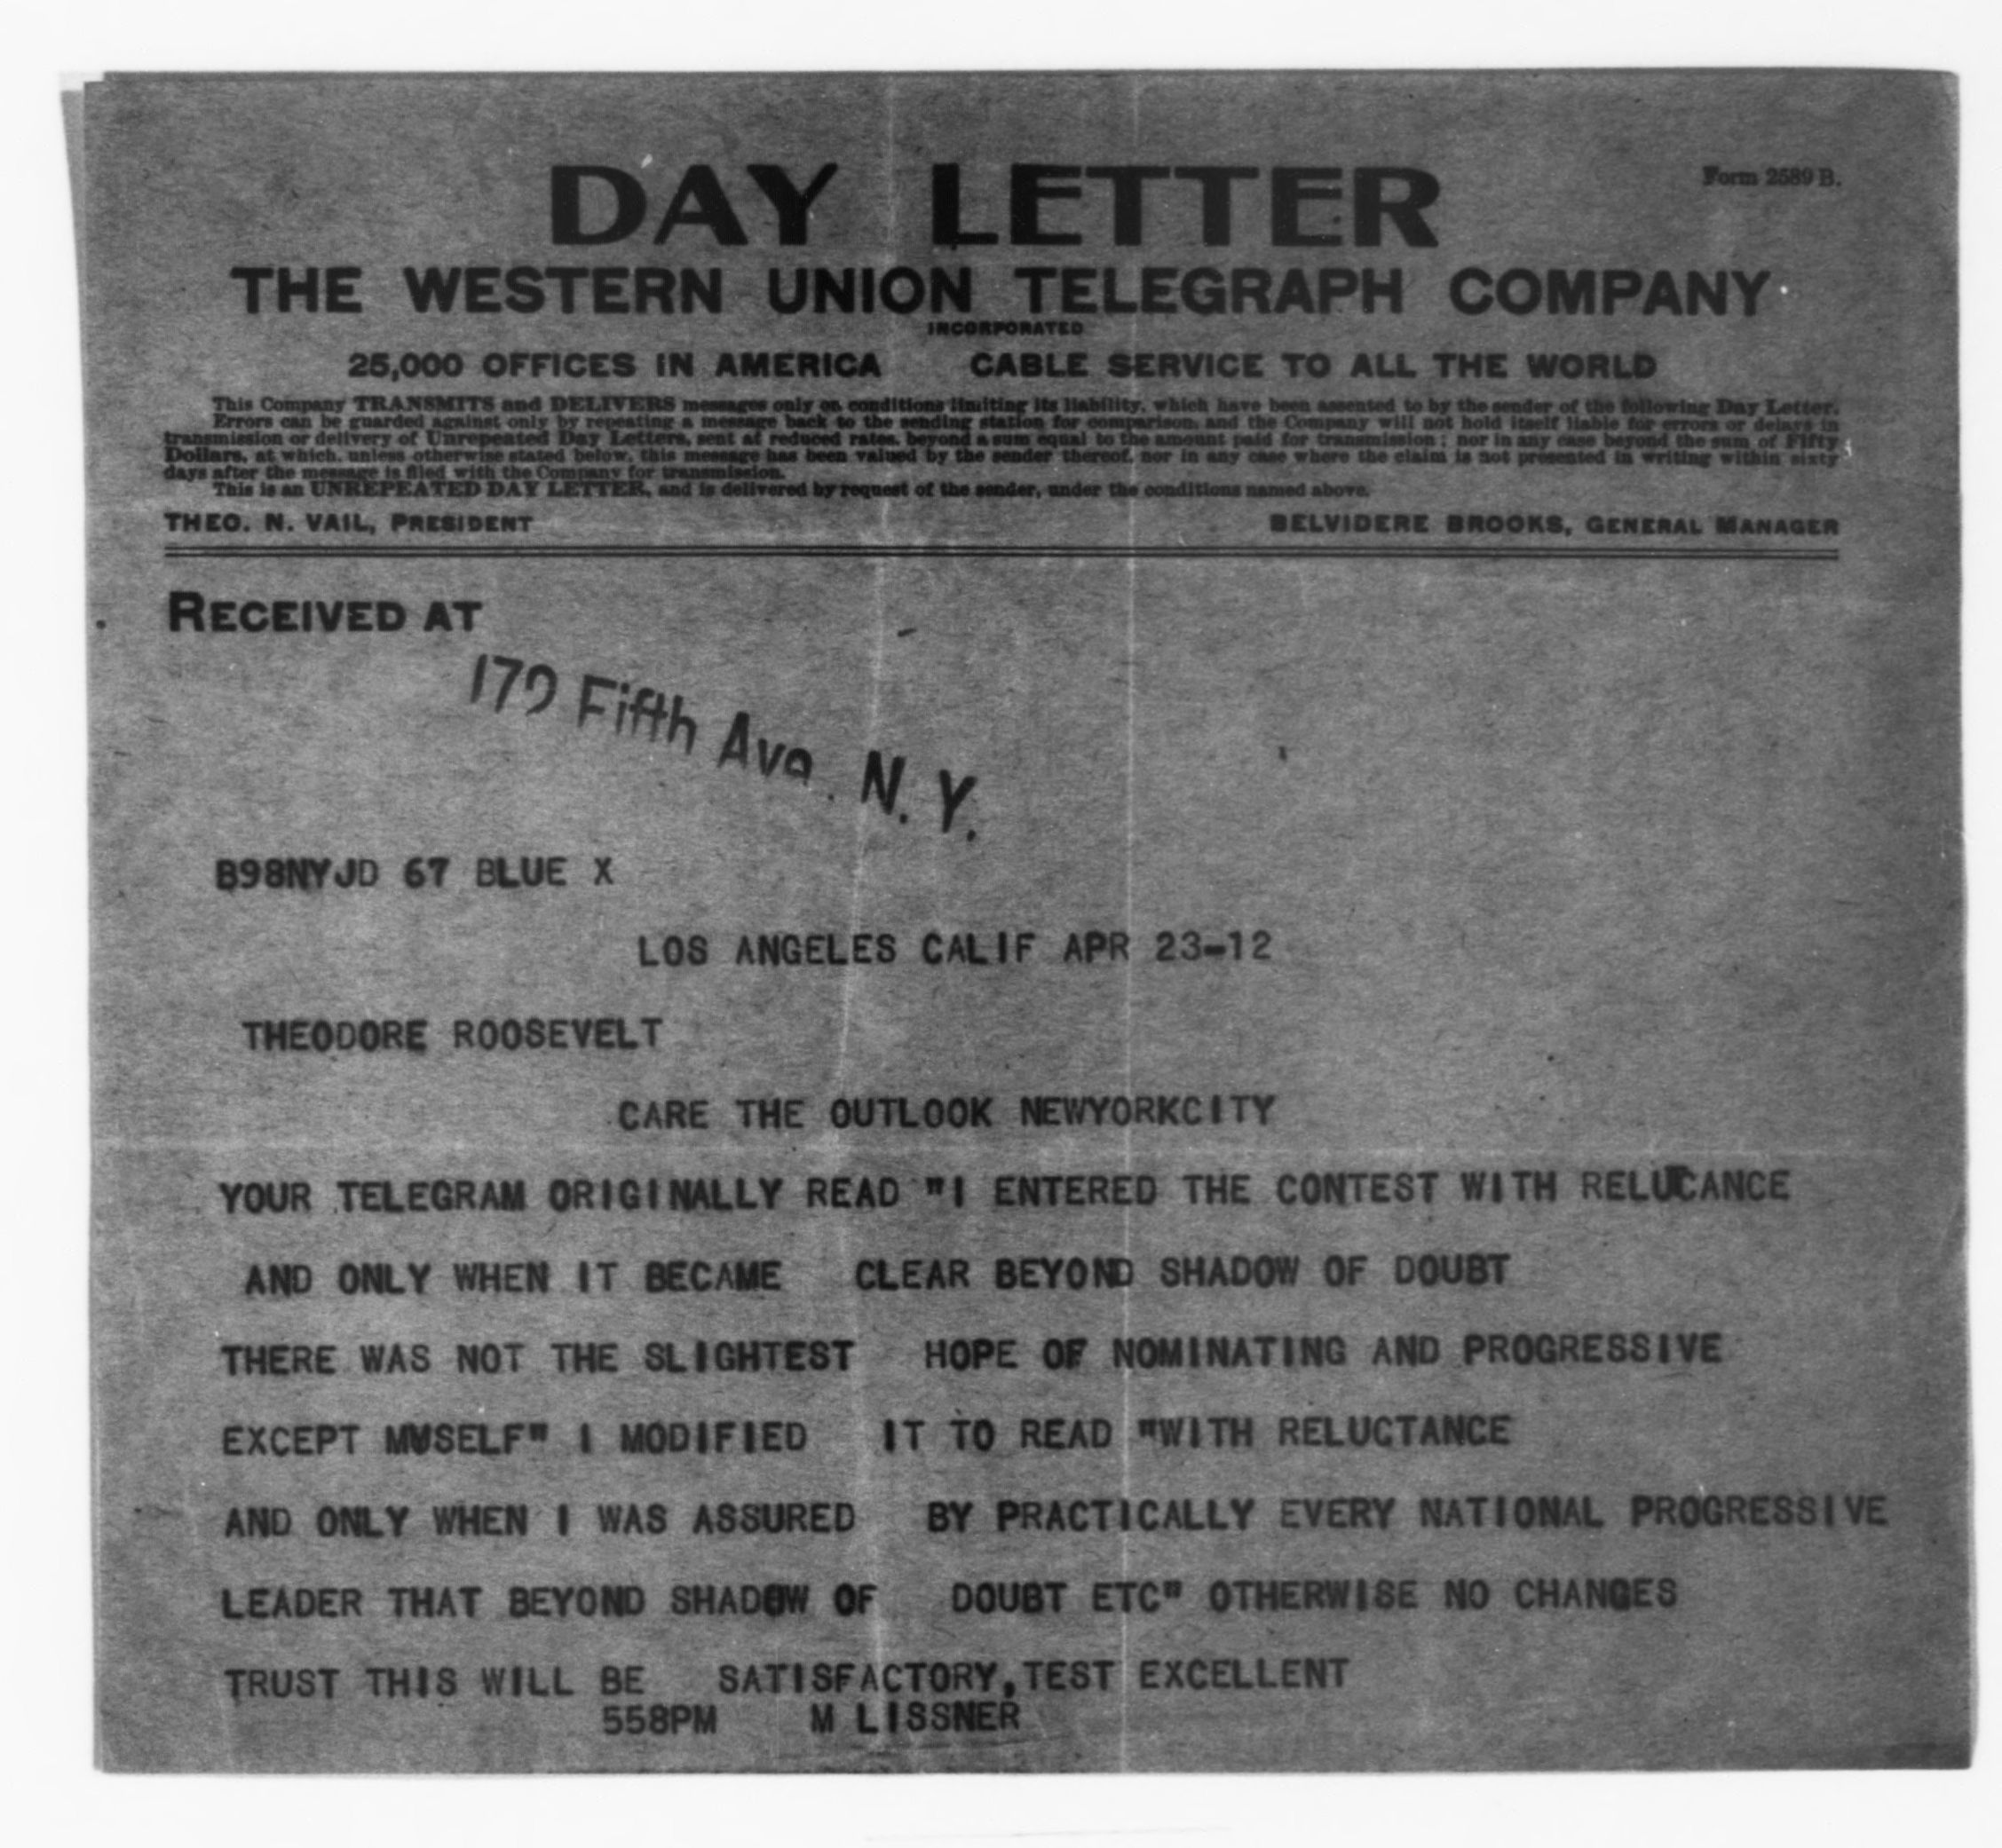 Form 2589 B.
DAY LETTER
THE WESTERN UNION TELEGRAPH COMPANY
INCORPORATED
25,000 OFFICES IN AMERICA CABLE SERVICE TO ALL THE WORLD
This Company TRANSMITS and DELIVERS messages only on conditions limiting its liability, which have been assented to by the sender of the following Day Letter.
Errors can be guarded against only by repeating a message back to the sending station for comparison, and the Company will not hold itself liable for errors or delays in
transmission or delivery of Unrepeated Day Letters, sent at reduced rates, beyond a sum equal to the amount paid for transmission; nor in any case beyond the sum of Fifty
Dollars, at which, unless otherwise stated below, this message has been valued by the sender thereof, nor in any case where the claim is not presented in writing within sixty
days after the message is filed with the Company for transmission.
This is an UNREPEATED DAY LETTER, and is delivered by request of the sender, under the conditions named above.
THEO. N. VAIL, PRESIDENT BELVIDERE BROOKS, GENERAL MANAGER
RECEIVED AT
179 Fifth Ave. N. Y.
B98NYJD 67 BLUE X
LOS ANGELES CALIF APR 23-12
THEODORE ROOSEVELT
CARE THE OUTLOOK NEWYORKCITY
YOUR TELEGRAM ORIGINALLY READ "I ENTERED THE CONTEST WITH RELUCANCE
AND ONLY WHEN IT BECAME CLEAR BEYOND SHADOW OF DOUBT
THERE WAS NOT THE SLIGHTEST HOPE OF NOMINATING AND PROGRESSIVE
EXCEPT MYSELF" I MODIFIED IT TO READ "WITH RELUCTANCE
AND ONLY WHEN I WAS ASSURED BY PRACTICALLY EVERY NATIONAL PROGRESSIVE
LEADER THAT BEYOND SHADOW OF DOUBT ETC" OTHERWISE NO CHANGES
TRUST THIS WILL BE SATISFACTORY, TEST EXCELLENT
558PM M LISSNER